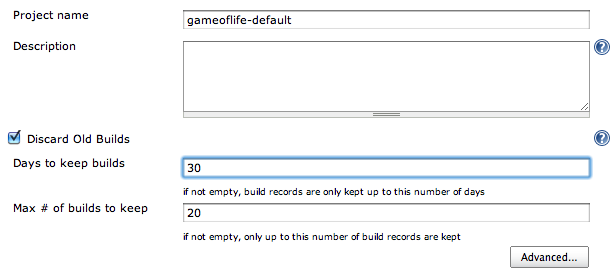 Project name gameoflife-default
Description
Discard Old Builds
Days to keep builds 30
if not empty, build records are only kept up to this number of days
Max # of builds to keep 20
if not empty, only up to this number of build records are kept
Advanced...